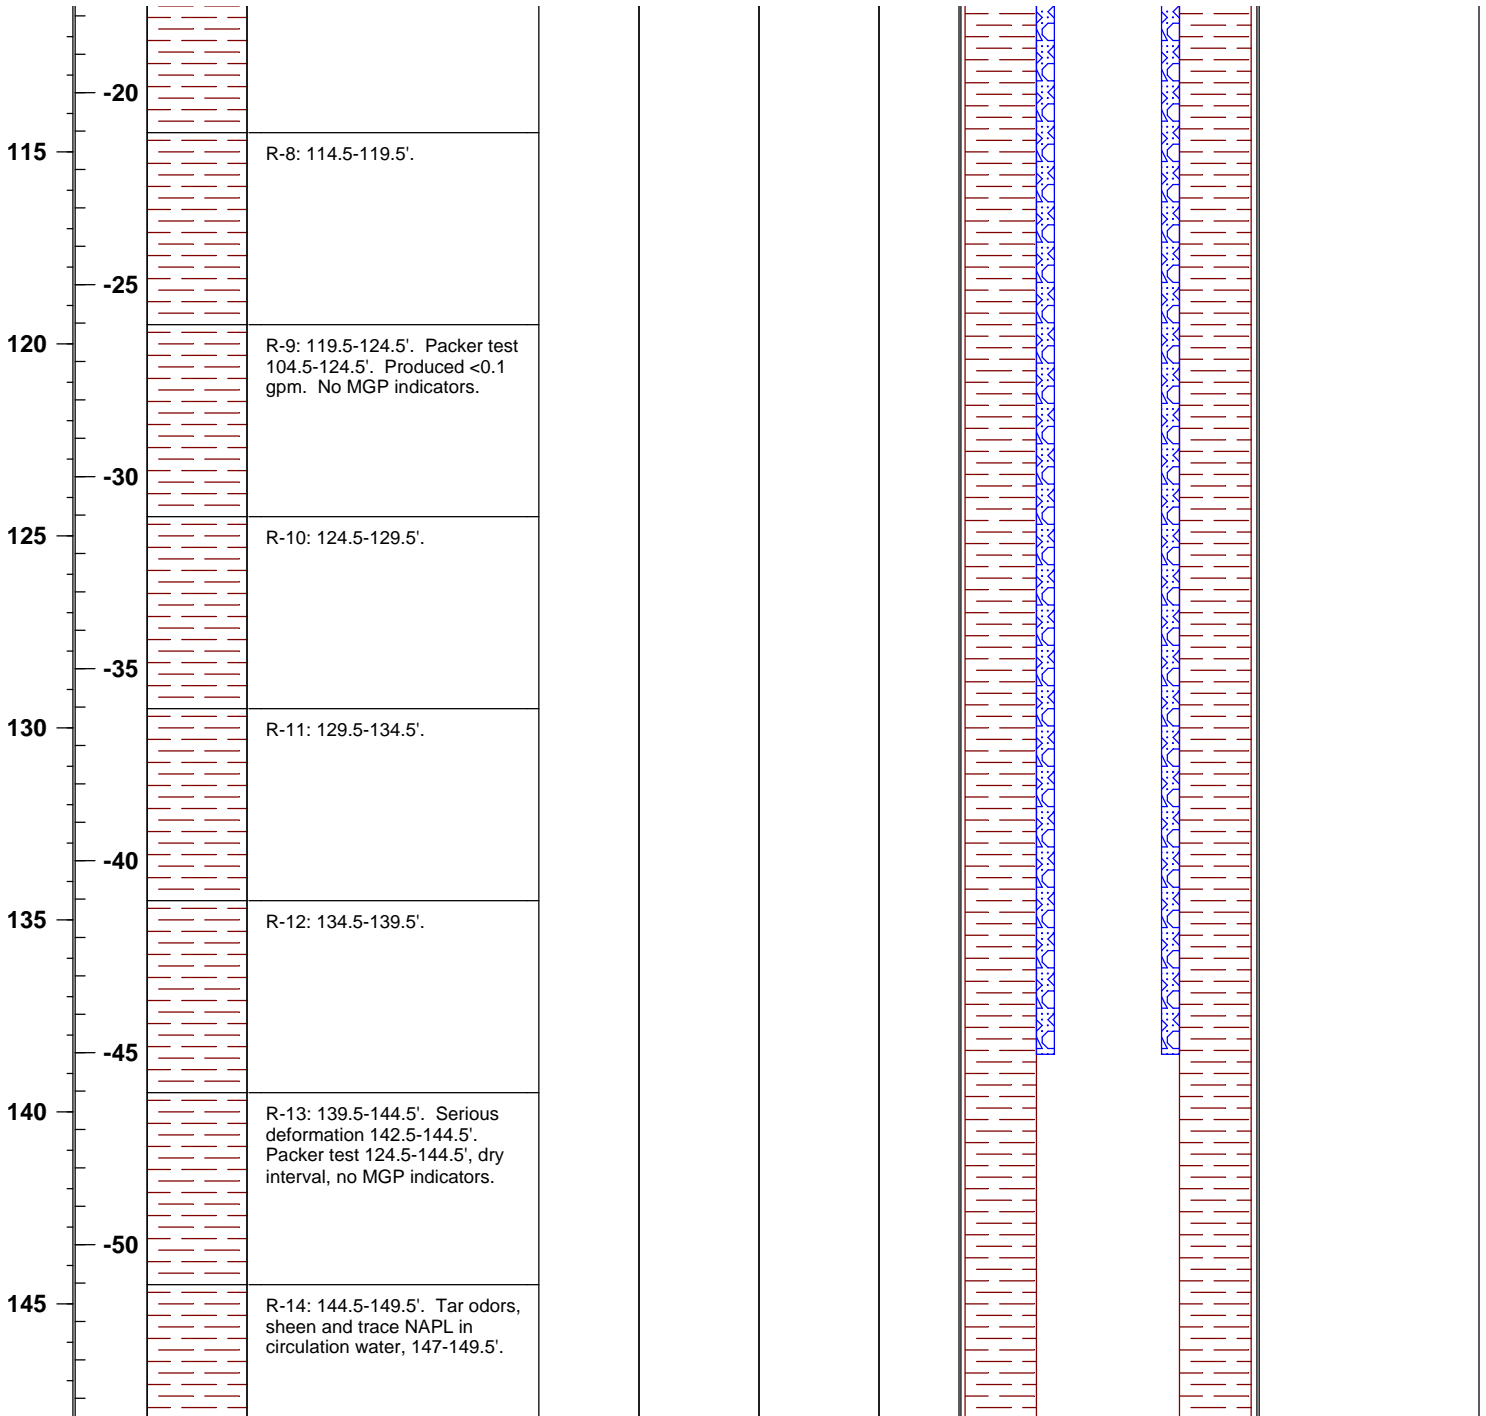 -20
115
R-8: 114.5-119.5'.
-25
120
R-9: 119.5-124.5'.  Packer test
104.5-124.5'.  Produced <0.1
gpm.  No MGP indicators.
-30
125
R-10: 124.5-129.5'.
-35
130
R-11: 129.5-134.5'.
-40
135
R-12: 134.5-139.5'.
-45
140
R-13: 139.5-144.5'.  Serious
deformation 142.5-144.5'.
Packer test 124.5-144.5', dry
interval, no MGP indicators.
-50
145
R-14: 144.5-149.5'.  Tar odors,
sheen and trace NAPL in
circulation water, 147-149.5'.